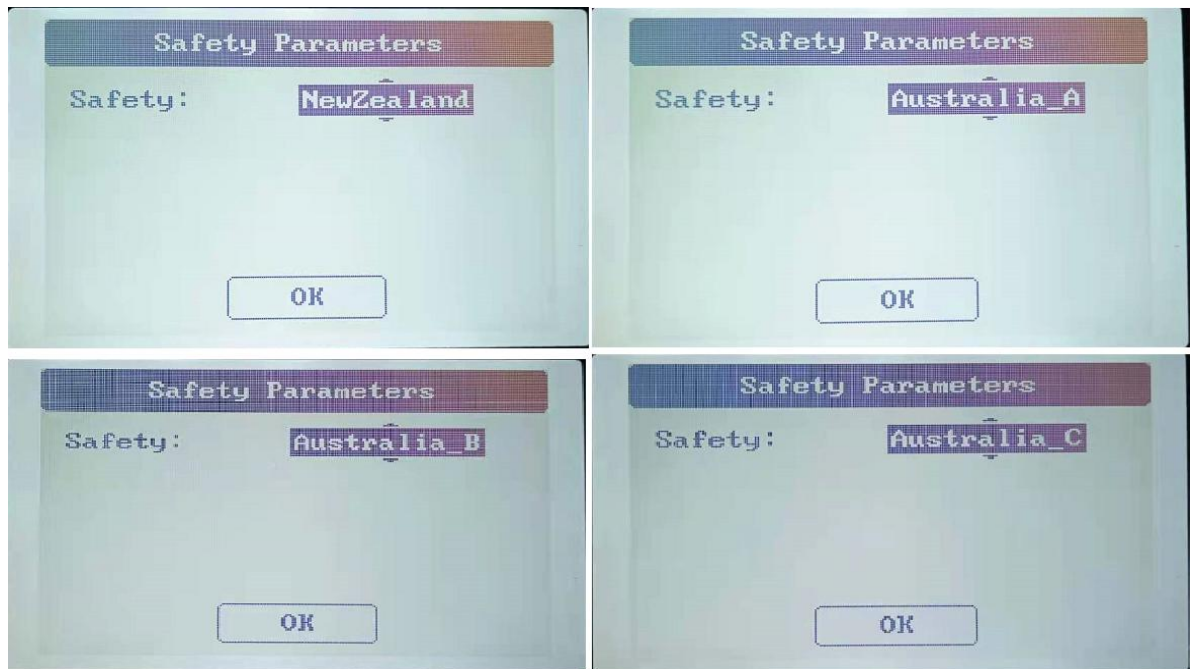 Safety Parameters
Safety: NewZealand
OK
Safety Parameters
Safety: Australia_A
OK
Safety Parameters
Safety: Australia_B
OK
Safety Parameters
Safety: Australia_C
OK